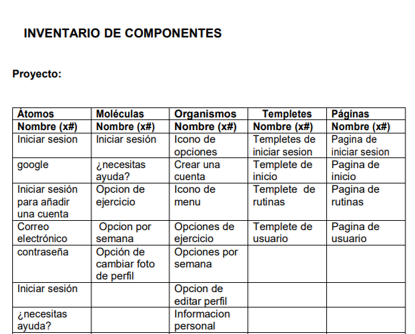 INVENTARIO DE COMPONENTES
Proyecto:
Átomos Moléculas Organismos Templetes Páginas
Nombre (x#) Nombre (x#) Nombre (x#) Nombre (x#) Nombre (x#)
Iniciar sesion Iniciar sesión Icono de Templetes de Pagina de
opciones iniciar sesion iniciar sesion
google ¿necesitas Crear una Templete de Pagina de
ayuda? cuenta inicio inicio
Iniciar sesión Opcion de Icono de Templete de Pagina de
para añadir ejercicio menu rutinas rutinas
una cuenta
Correo Opcion por Opciones de Templete de Pagina de
electrónico semana ejercicio usuario usuario
contraseña Opción de Opciones por
cambiar foto semana
de perfil
Iniciar sesión Opcion de
editar perfil
¿necesitas Informacion
ayuda? personal